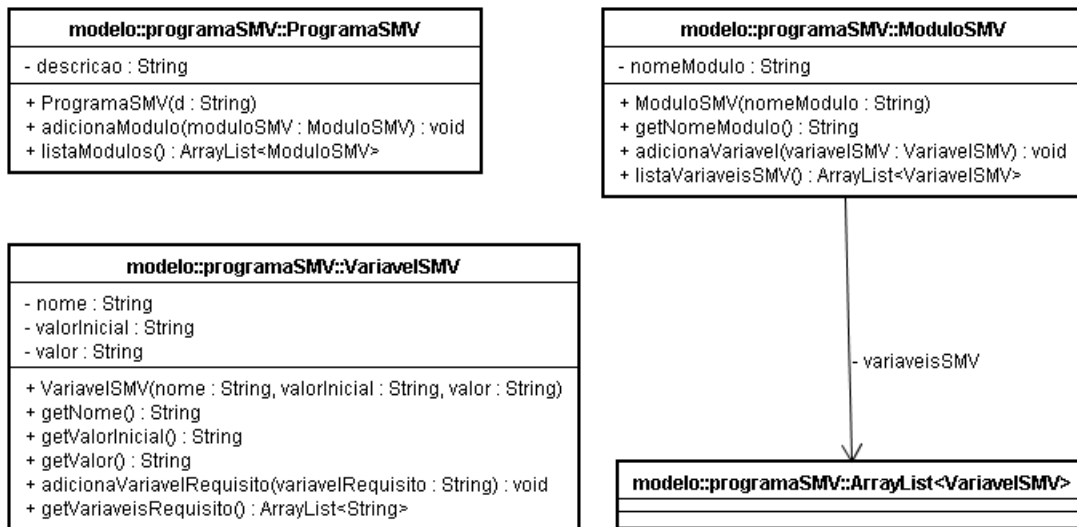 modelo::programaSMV::ProgramaSMV
- descricao : String
+ ProgramaSMV(d : String)
+ adicionaModulo(moduloSMV : ModuloSMV) : void
+ listaModulos() : ArrayList<ModuloSMV>
modelo::programaSMV::ModuloSMV
- nomeModulo : String
+ ModuloSMV(nomeModulo : String)
+ getNomeModulo() : String
+ adicionaVariavel(variavelSMV : VariavelSMV) : void
+ listaVariaveisSMV() : ArrayList<VariavelSMV>
modelo::programaSMV::VariavelSMV
- nome : String
- valorInicial : String
- valor : String
+ VariavelSMV(nome : String, valorInicial : String, valor : String)
+ getNome() : String
+ getValorInicial() : String
+ getValor() : String
+ adicionaVariavelRequisito(variavelRequisito : String) : void
+ getVariaveisRequisito() : ArrayList<String>
- variaveisSMV
modelo::programaSMV::ArrayList<VariavelSMV>